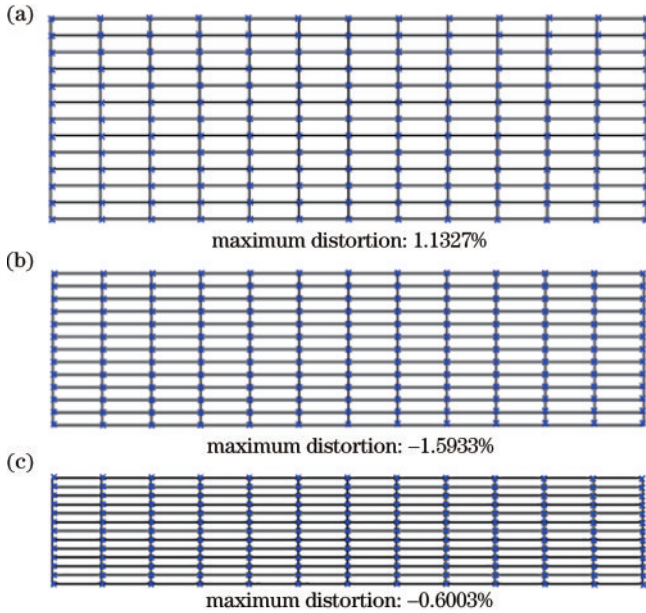 (a)
maximum distortion: 1.1327%
(b)
maximum distortion: –1.5933%
(c)
maximum distortion: –0.6003%